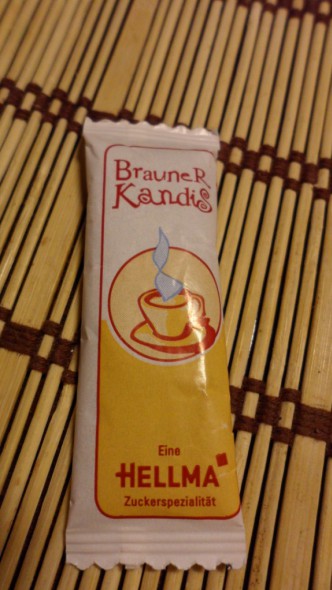 BrauneR
Kandis
Eine
HELLMA
Zuckerspezialität